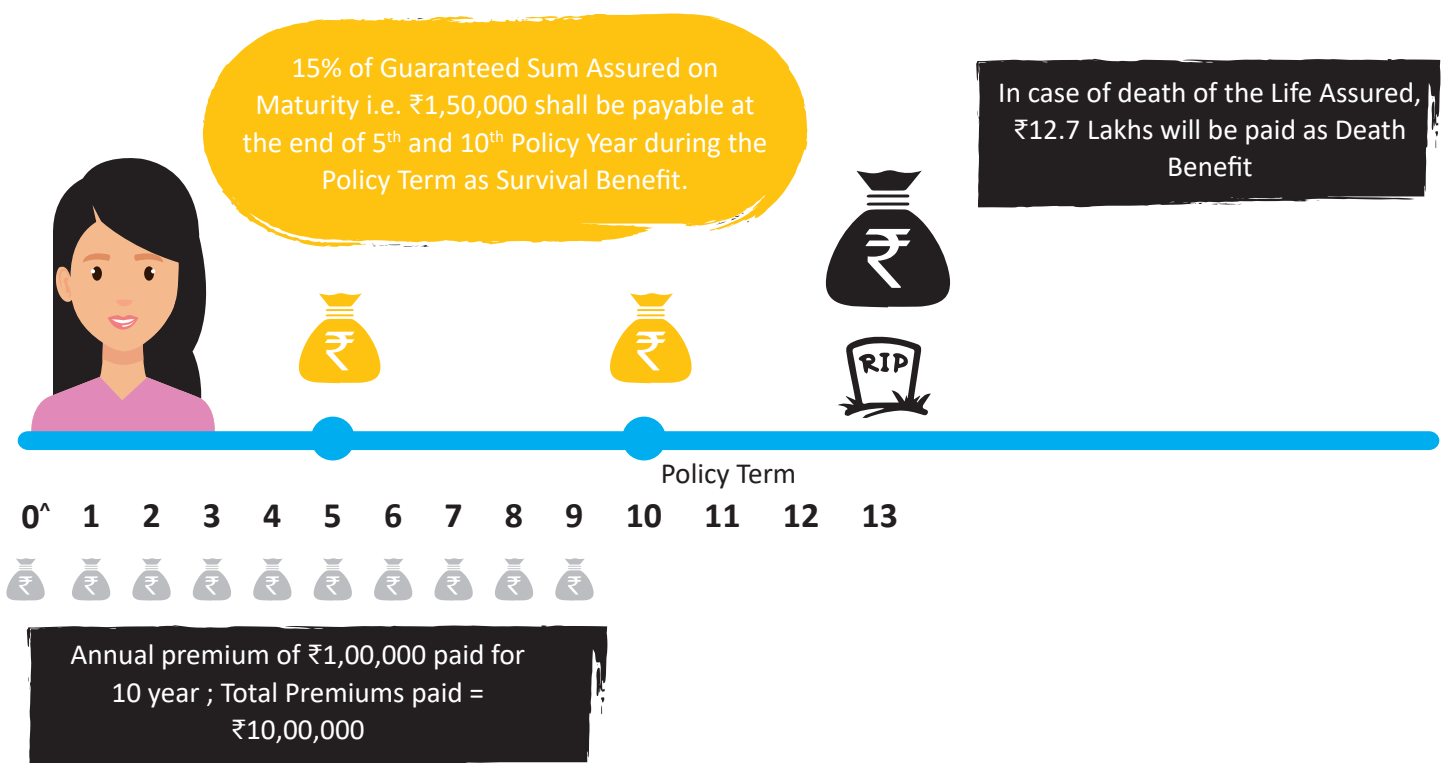 15% of Guaranteed Sum Assured on
Maturity i.e. ₹1,50,000 shall be payable at
the end of 5th and 10th Policy Year during the
Policy Term as Survival Benefit.
In case of death of the Life Assured,
₹12.7 Lakhs will be paid as Death
Benefit
₹
₹
₹
RIP
Policy Term
0^ 1 2 3 4 5 6 7 8 9 10 11 12 13
₹ ₹ ₹ ₹ ₹ ₹ ₹ ₹ ₹ ₹
Annual premium of ₹1,00,000 paid for
10 year ; Total Premiums paid =
₹10,00,000